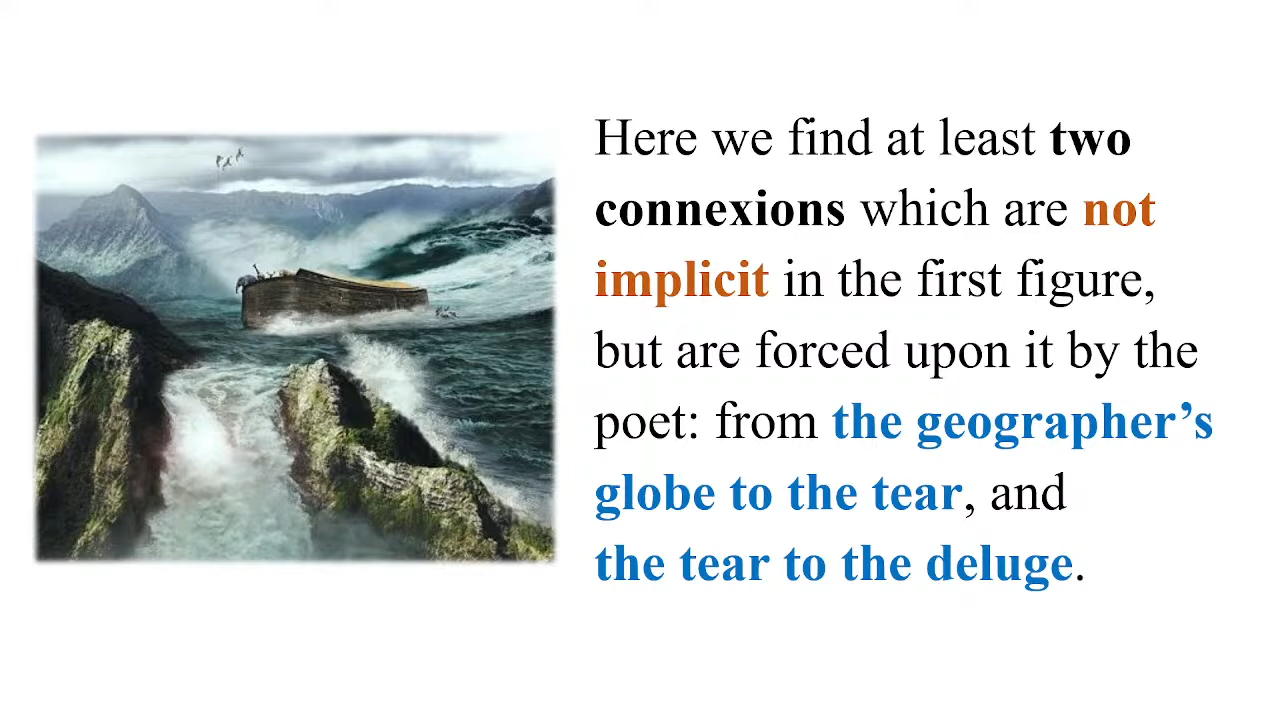 Here we find at least two
connexions which are not
implicit in the first figure,
but are forced upon it by the
poet: from the geographer’s
globe to the tear, and
the tear to the deluge.